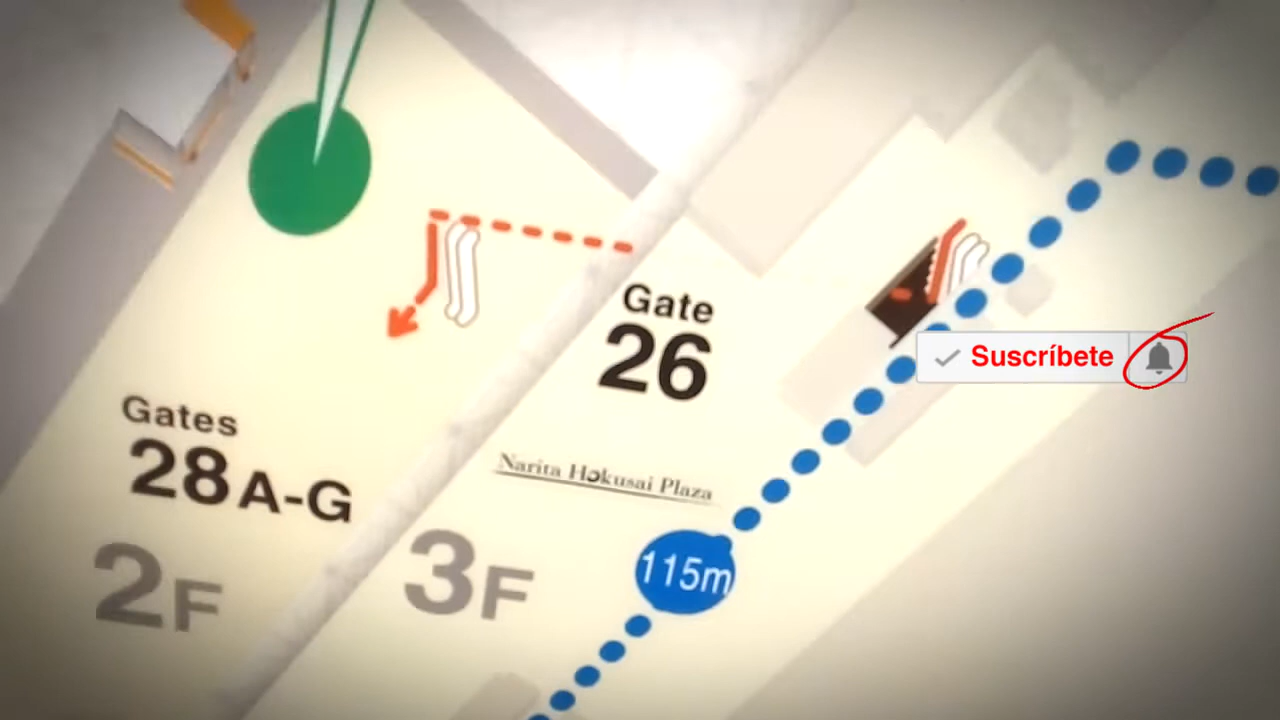 Gate
26
Suscríbete
Gates
28A-G
Narita Hokusai Plaza
2F
3F
115m